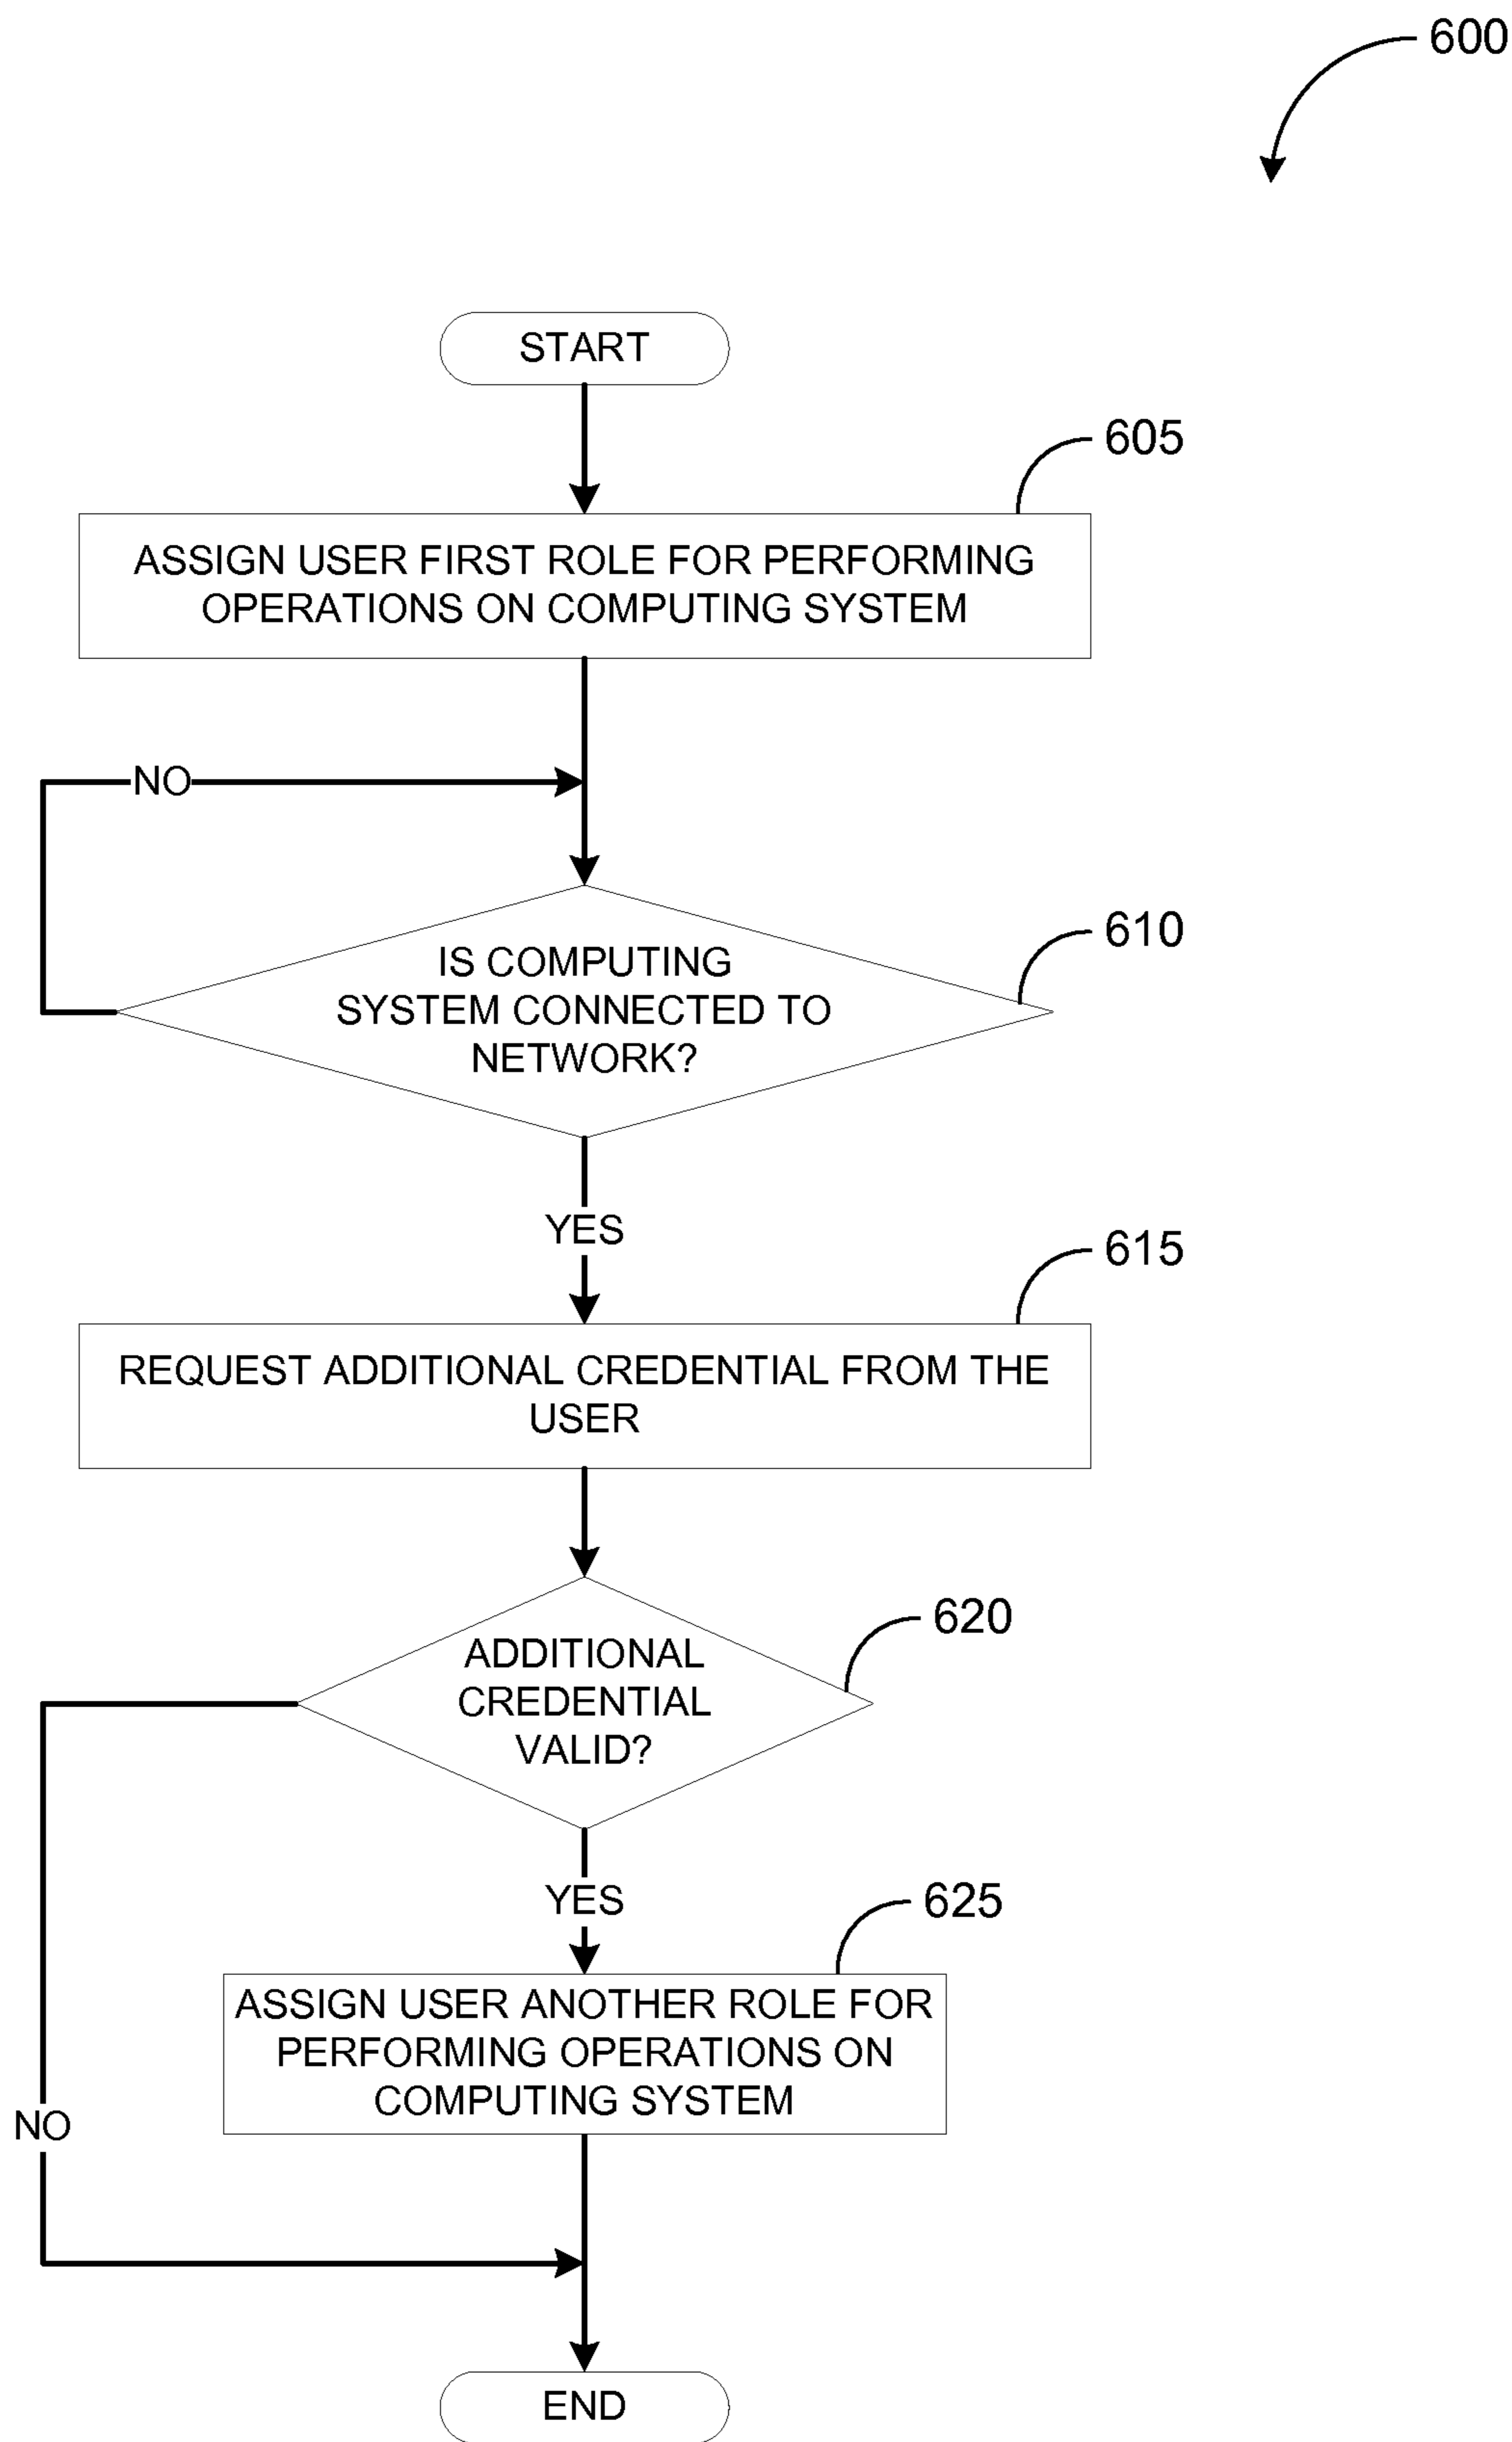 600
START
605
ASSIGN USER FIRST ROLE FOR PERFORMING
OPERATIONS ON COMPUTING SYSTEM
NO
610
IS COMPUTING
SYSTEM CONNECTED TO
NETWORK?
YES
615
REQUEST ADDITIONAL CREDENTIAL FROM THE
USER
620
ADDITIONAL
CREDENTIAL
VALID?
YES
625
ASSIGN USER ANOTHER ROLE FOR
PERFORMING OPERATIONS ON
COMPUTING SYSTEM
NO
END